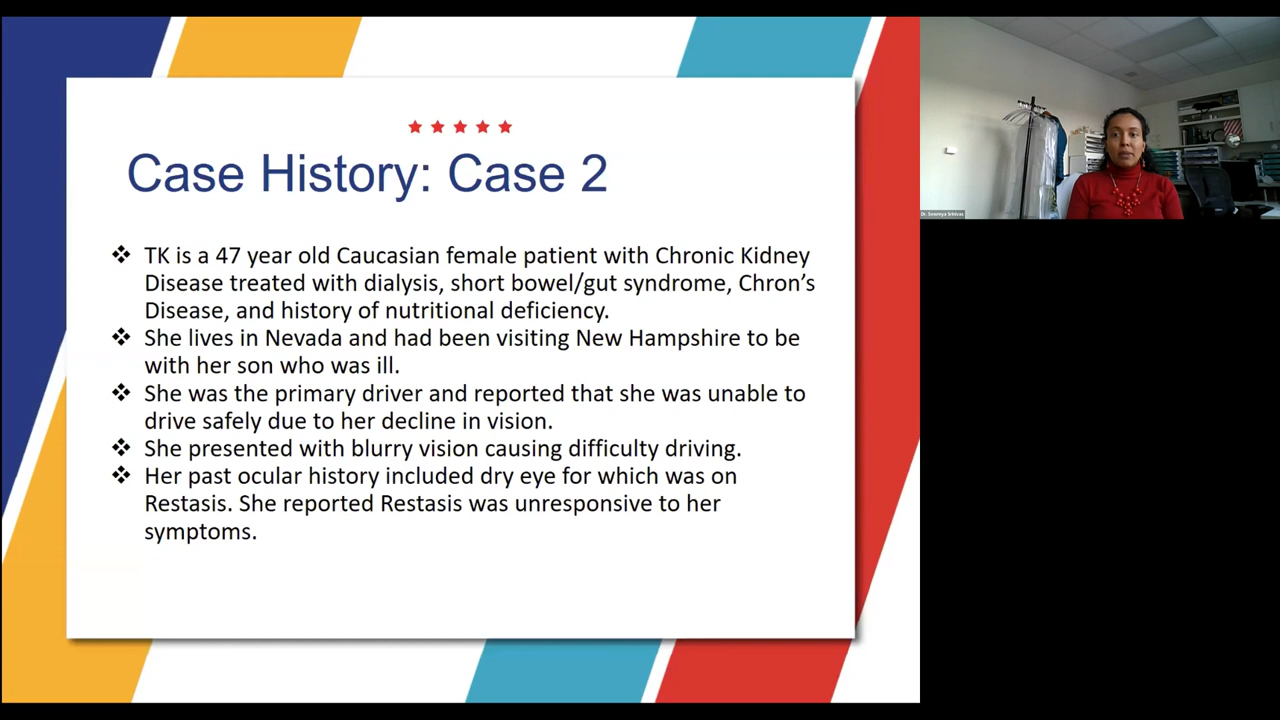 Case History: Case 2
TK is a 47 year old Caucasian female patient with Chronic Kidney
Disease treated with dialysis, short bowel/gut syndrome, Chron's
Disease, and history of nutritional deficiency.
She lives in Nevada and had been visiting New Hampshire to be
with her son who was ill.
She was the primary driver and reported that she was unable to
drive safely due to her decline in vision.
She presented with blurry vision causing difficulty driving.
Her past ocular history included dry eye for which was on
Restasis. She reported Restasis was unresponsive to her
symptoms.
Dr. Sowmya Srinivas